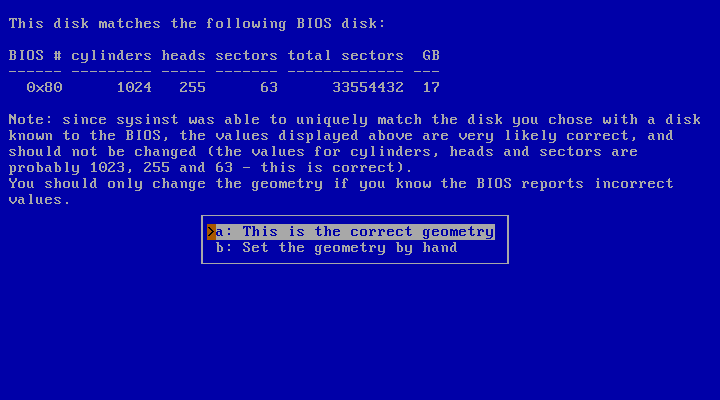 This disk matches the following BIOS disk:
BIOS # cylinders heads sectors total sectors  GB
------ --------- ----- ------- ------------- ---
  0x80      1024   255      63      33554432  17
Note: since sysinst was able to uniquely match the disk you chose with a disk
known to the BIOS, the values displayed above are very likely correct, and
should not be changed (the values for cylinders, heads and sectors are
probably 1023, 255 and 63 - this is correct).
You should only change the geometry if you know the BIOS reports incorrect
values.
>a: This is the correct geometry
b: Set the geometry by hand